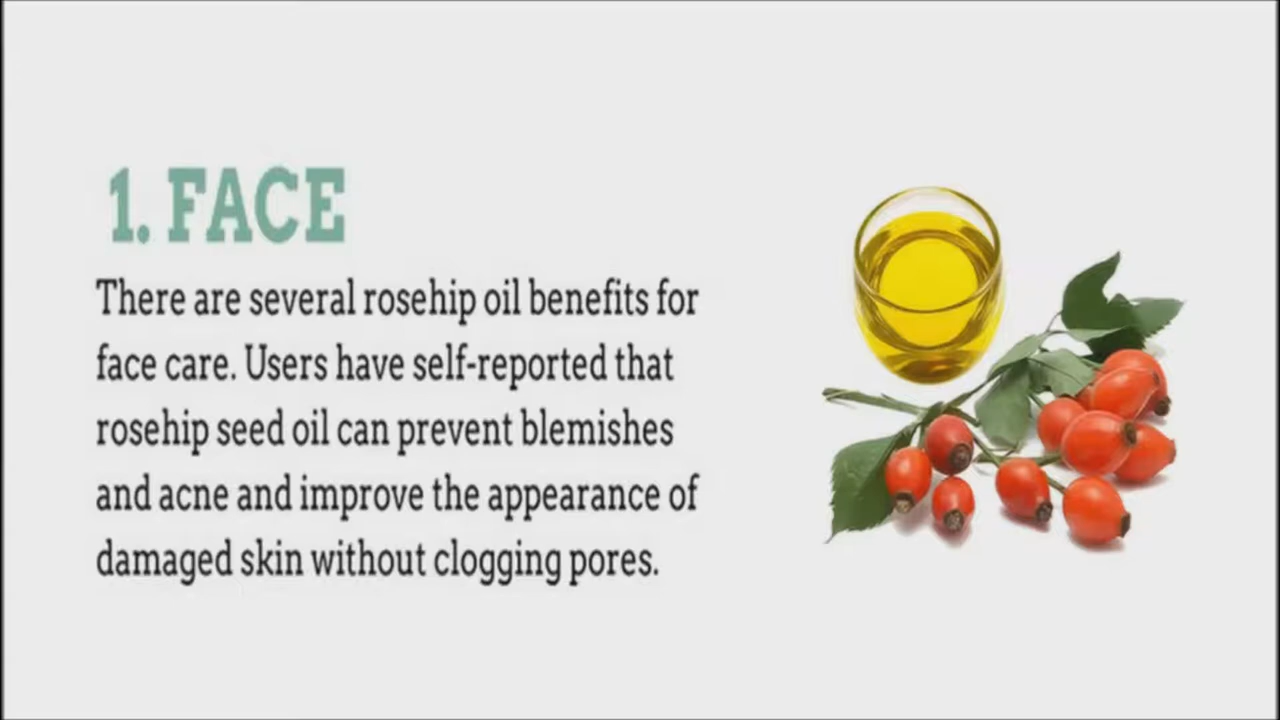 1. FACE
There are several rosehip oil benefits for
face care. Users have self-reported that
rosehip seed oil can prevent blemishes
and acne and improve the appearance of
damaged skin without clogging pores.